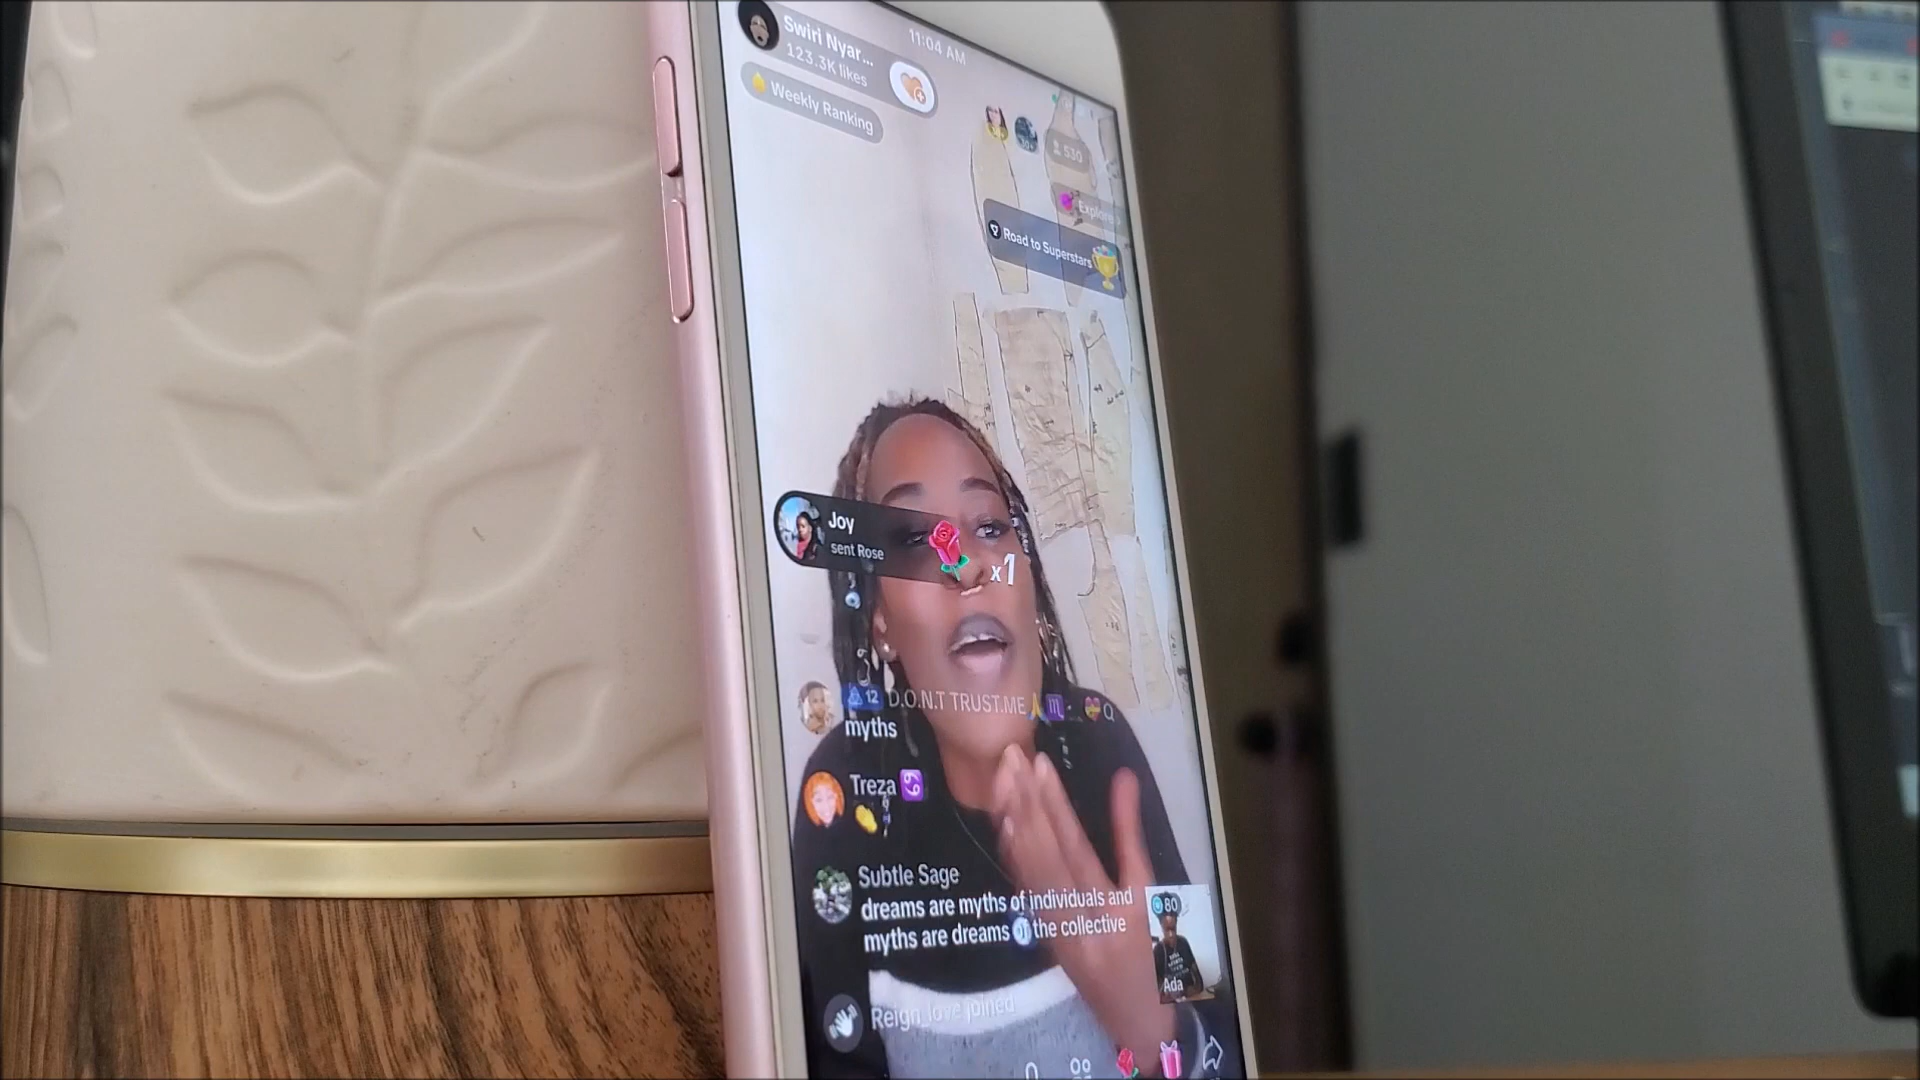 Swiri Nyar...
11:04 AM
123.3K likes
Weekly Ranking
530
Explore
Road to Superstars
Joy
sent Rose
x1
12 D.O.N.T TRUST.ME
myths
Treza
Subtle Sage
dreams are myths of individuals and
myths are dreams of the collective
80
Ada
Reign_love joined